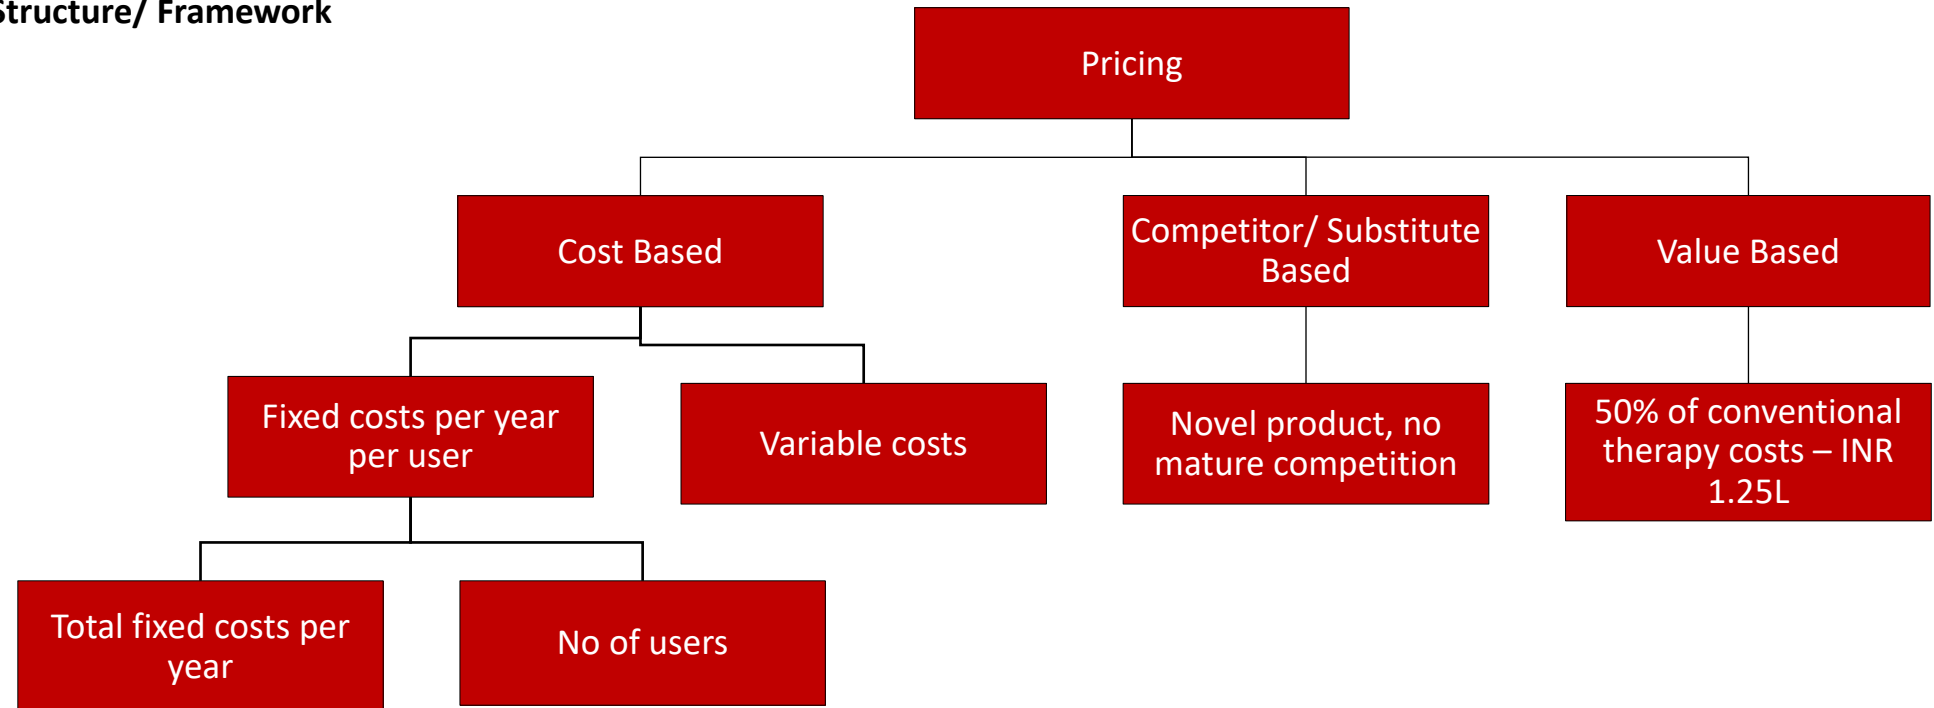 Structure/ Framework
Pricing
Cost Based
Competitor/ Substitute
Based
Value Based
Fixed costs per year
per user
Variable costs
Novel product, no
mature competition
50% of conventional
therapy costs – INR
1.25L
Total fixed costs per
year
No of users